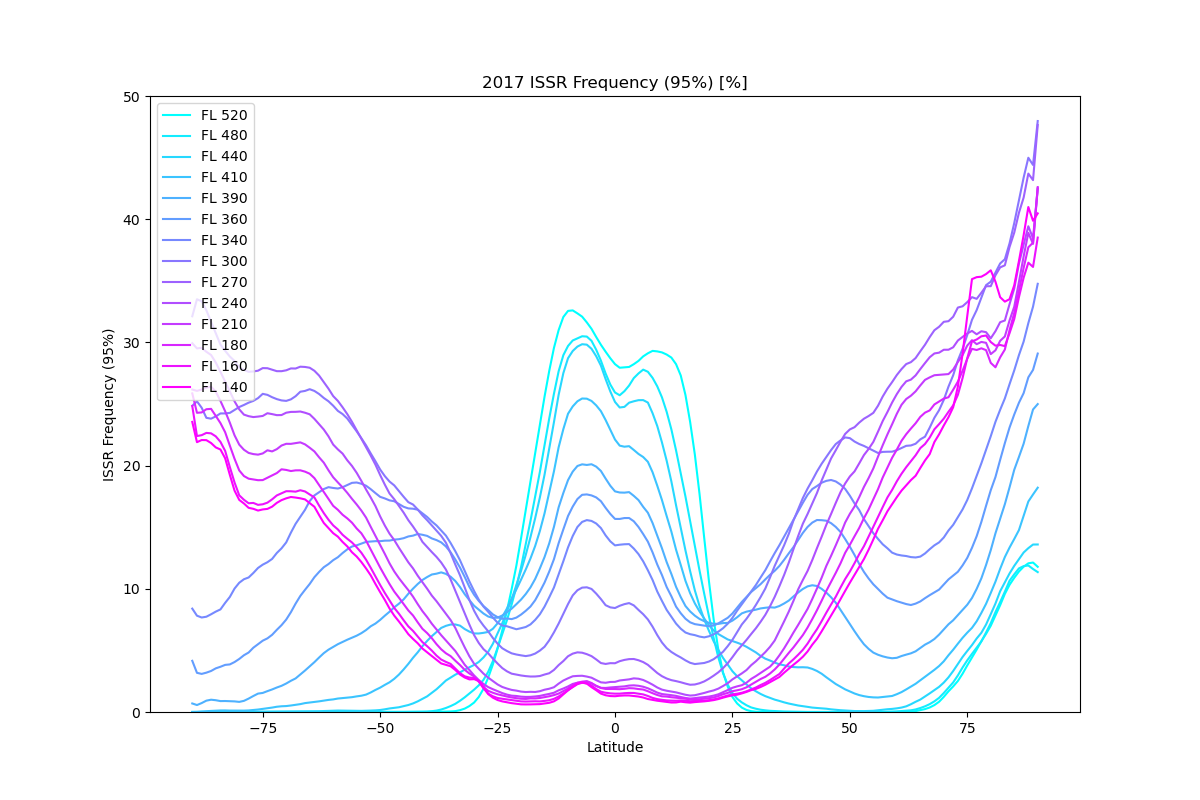 2017 ISSR Frequency (95%) [%]
ISSR Frequency (95%)
50
40
30
20
10
0
FL 520
FL 480
FL 440
FL 410
FL 390
FL 360
FL 340
FL 300
FL 270
FL 240
FL 210
FL 180
FL 160
FL 140
−75
−50
−25
0
25
50
75
Latitude